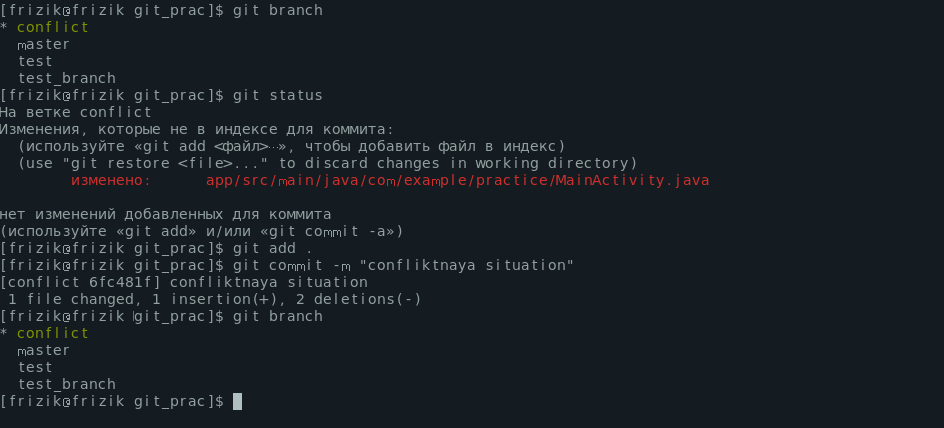 [frizik@frizik git_prac]$ git branch
* conflict
  master
  test
  test_branch
[frizik@frizik git_prac]$ git status
На ветке conflict
Изменения, которые не в индексе для коммита:
  (используйте «git add <файл>…», чтобы добавить файл в индекс)
  (use "git restore <file>..." to discard changes in working directory)
        изменено:      app/src/main/java/com/example/practice/MainActivity.java

нет изменений добавленных для коммита
(используйте «git add» и/или «git commit -a»)
[frizik@frizik git_prac]$ git add .
[frizik@frizik git_prac]$ git commit -m "confliktnaya situation"
[conflict 6fc481f] confliktnaya situation
 1 file changed, 1 insertion(+), 2 deletions(-)
[frizik@frizik git_prac]$ git branch
* conflict
  master
  test
  test_branch
[frizik@frizik git_prac]$